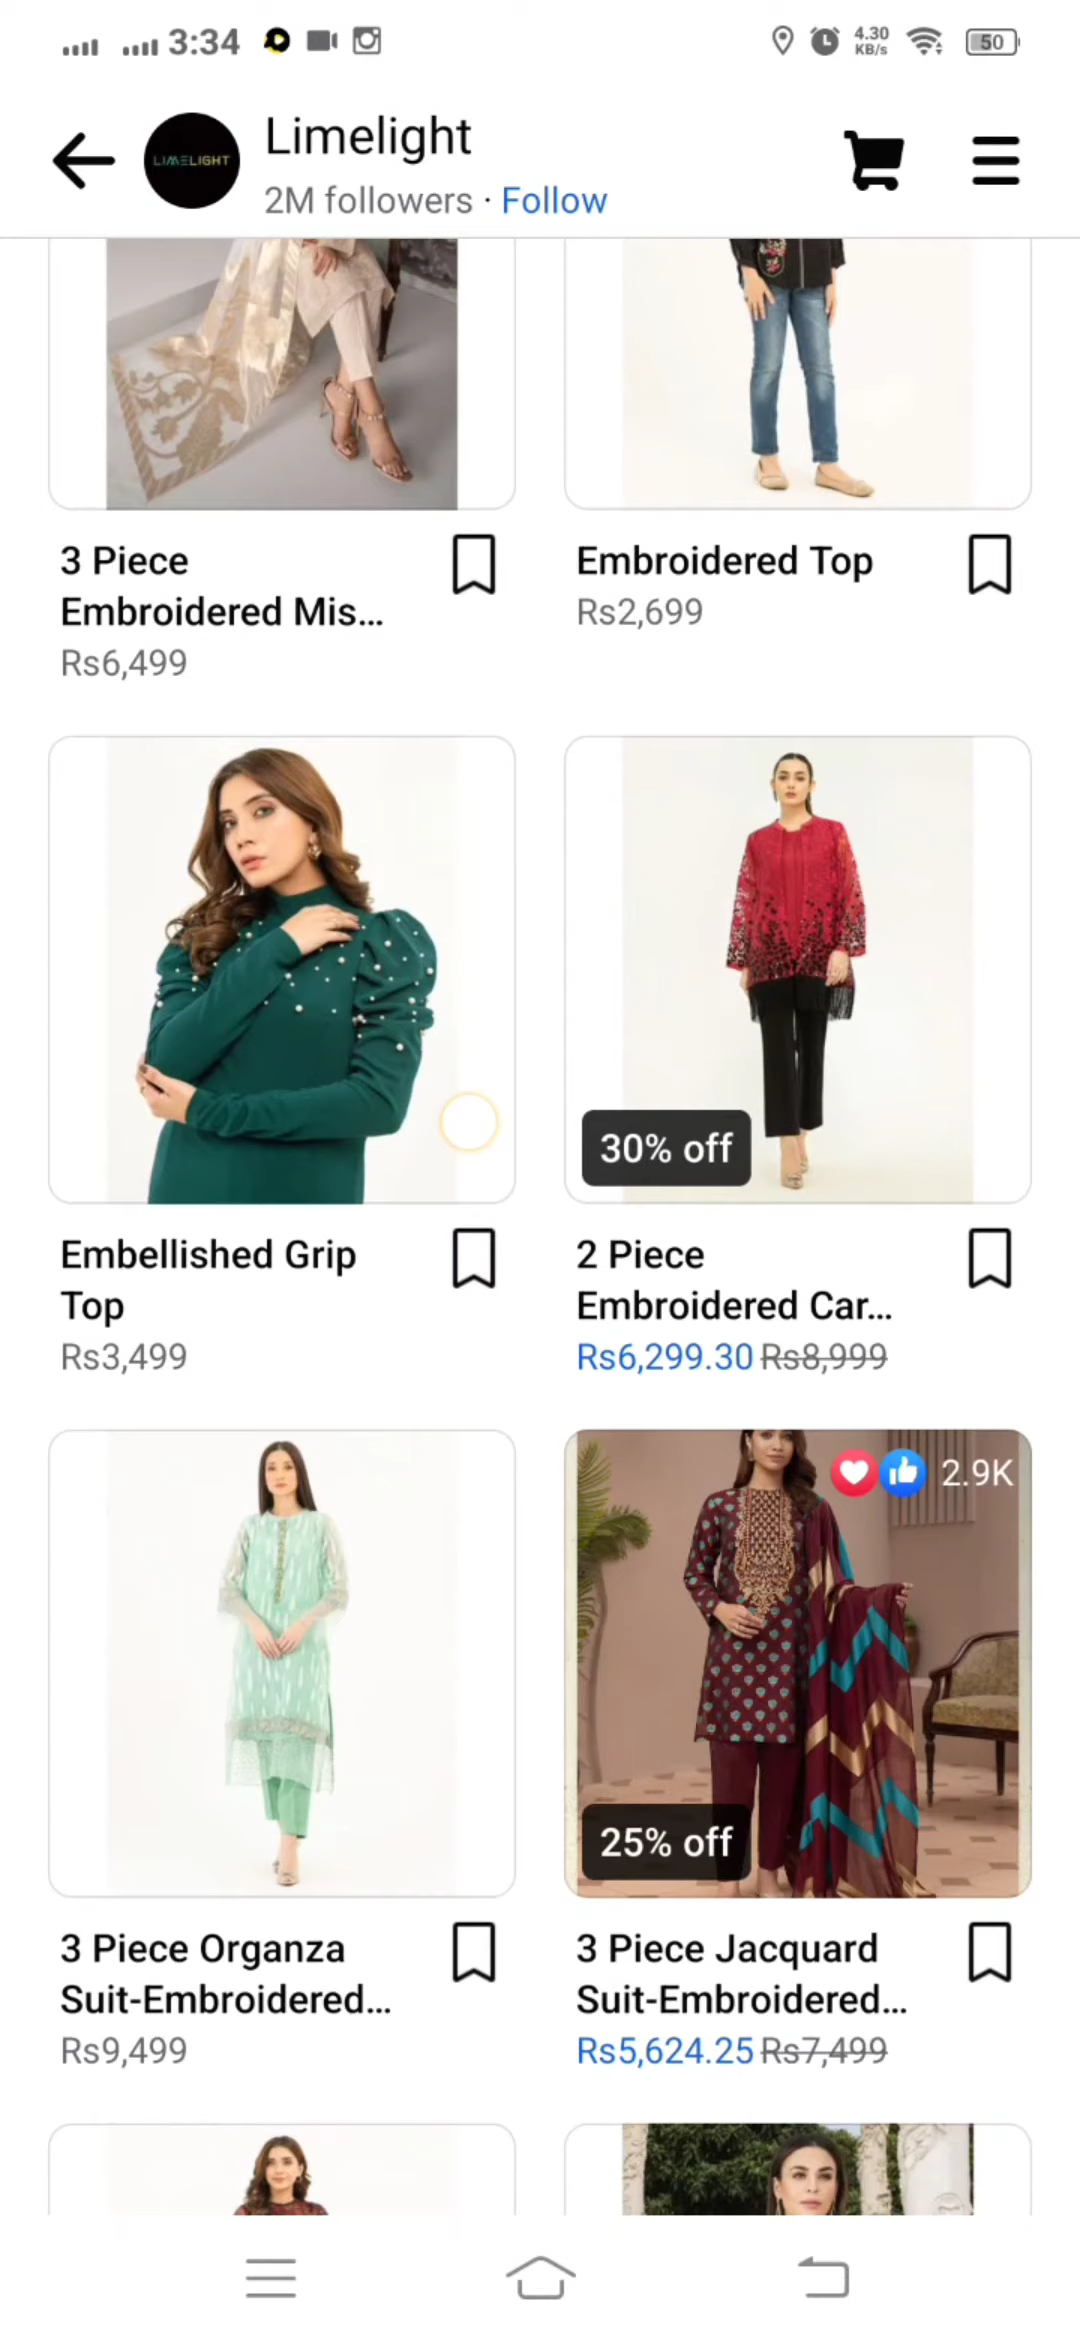 3:34
4.30
KB/s
50
LIMELIGHT
Limelight
2M followers · Follow
3 Piece
Embroidered Mis...
Rs6,499
Embroidered Top
Rs2,699
Embellished Grip
Top
Rs3,499
30% off
2 Piece
Embroidered Car...
Rs6,299.30 Rs8,999
3 Piece Organza
Suit-Embroidered...
Rs9,499
2.9K
25% off
3 Piece Jacquard
Suit-Embroidered...
Rs5,624.25 Rs7,499